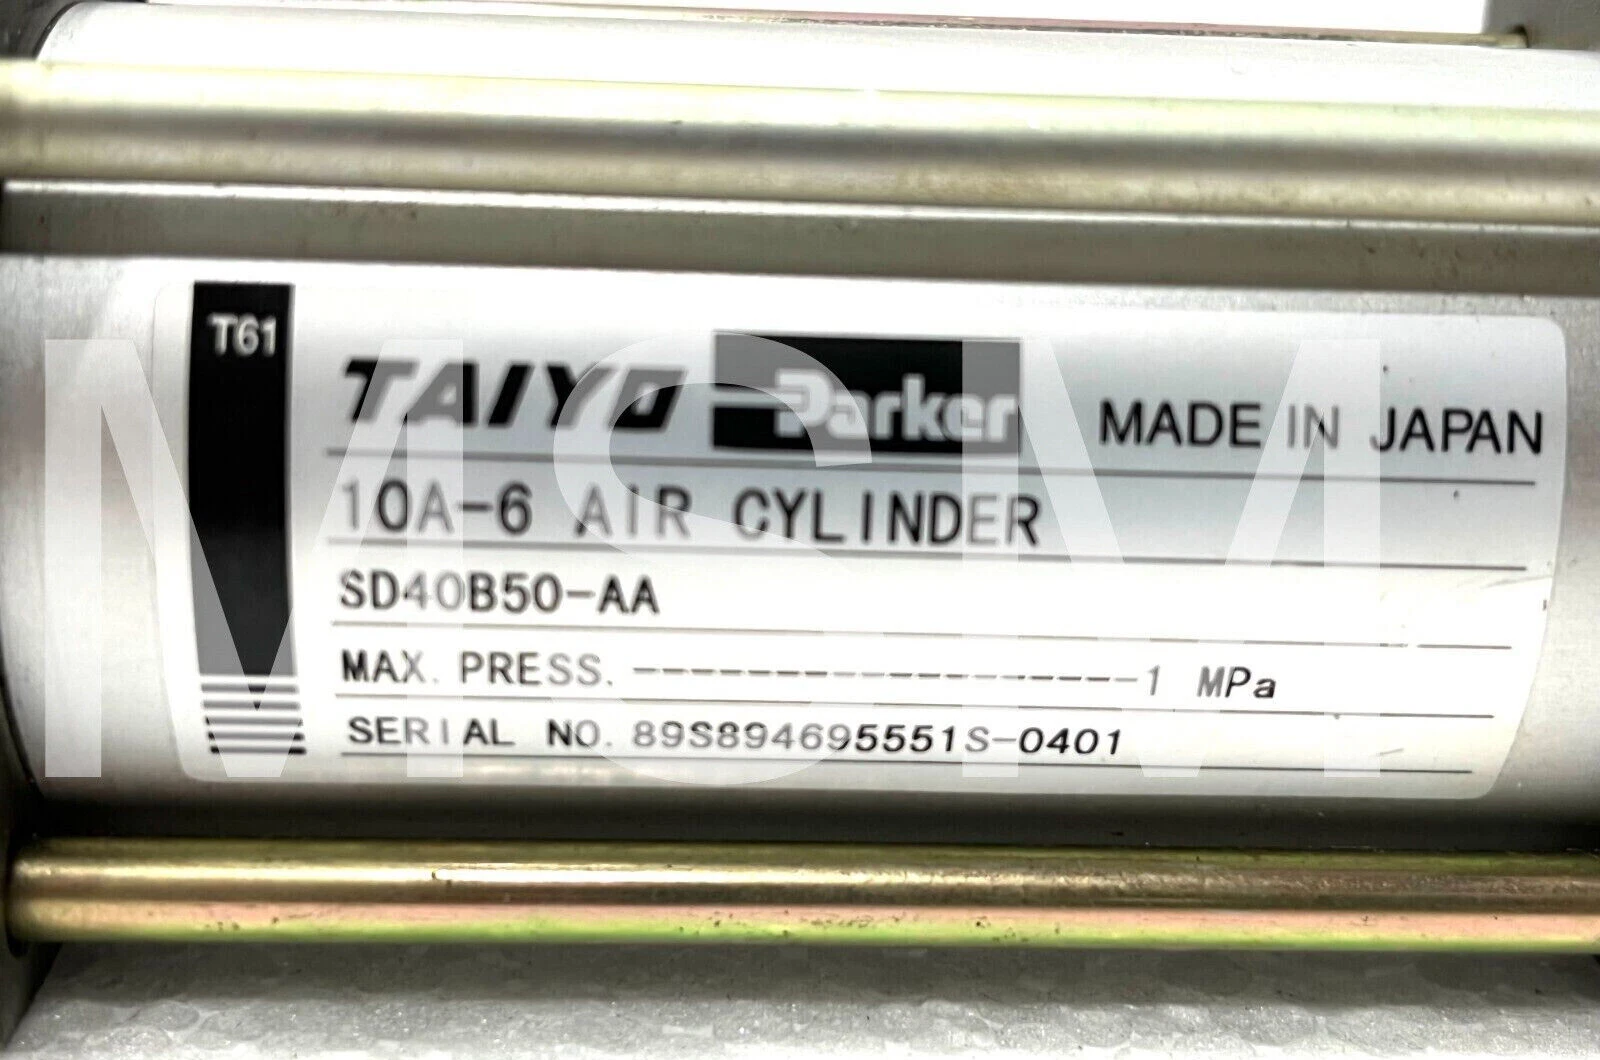 T61
TAIYO Parker MADE IN JAPAN
10A-6 AIR CYLINDER
SD40B50-AA
MAX. PRESS. ------------------1 MPa
SERIAL NO. 89S894695551S-0401
MSM